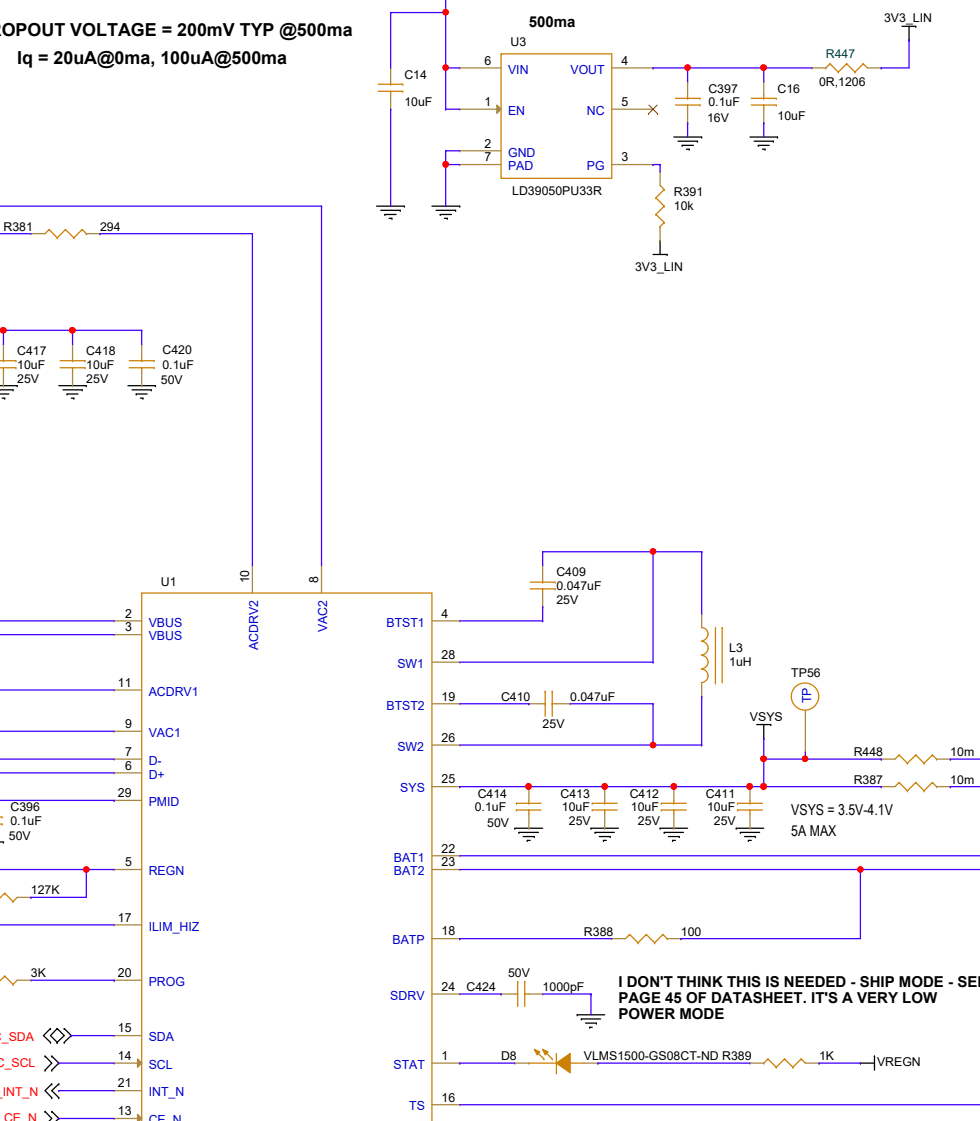 ROPOUT VOLTAGE = 200mV TYP @500ma
Iq = 20uA@0ma, 100uA@500ma
500ma
U3
3V3_LIN
C14
10uF
6 VIN
VOUT 4
1 EN
NC 5
2 GND
7 PAD
PG 3
LD39050PU33R
C397
0.1uF
16V
C16
10uF
R447
0R,1206
R391
10k
3V3_LIN
R381 294
C417
10uF
25V
C418
10uF
25V
C420
0.1uF
50V
U1
10
ACDRV2
8
VAC2
2 VBUS
3 VBUS
11 ACDRV1
9 VAC1
7 D-
6 D+
29 PMID
C396
0.1uF
50V
5 REGN
127K
17 ILIM_HIZ
3K
20 PROG
C_SDA 15 SDA
C_SCL 14 SCL
_INT_N 21 INT_N
CE_N 13 CE_N
BTST1 4
C409
0.047uF
25V
SW1 28
L3
1uH
BTST2 19 C410 0.047uF
25V
SW2 26
TP56
TP
VSYS
R448 10m
SYS 25
R387 10m
C414
0.1uF
50V
C413
10uF
25V
C412
10uF
25V
C411
10uF
25V
VSYS = 3.5V-4.1V
5A MAX
BAT1 22
BAT2 23
BATP 18 R388 100
SDRV 24 C424 50V 1000pF
I DON'T THINK THIS IS NEEDED - SHIP MODE - SE
PAGE 45 OF DATASHEET. IT'S A VERY LOW
POWER MODE
STAT 1 D8 VLMS1500-GS08CT-ND R389 1K VREGN
TS 16